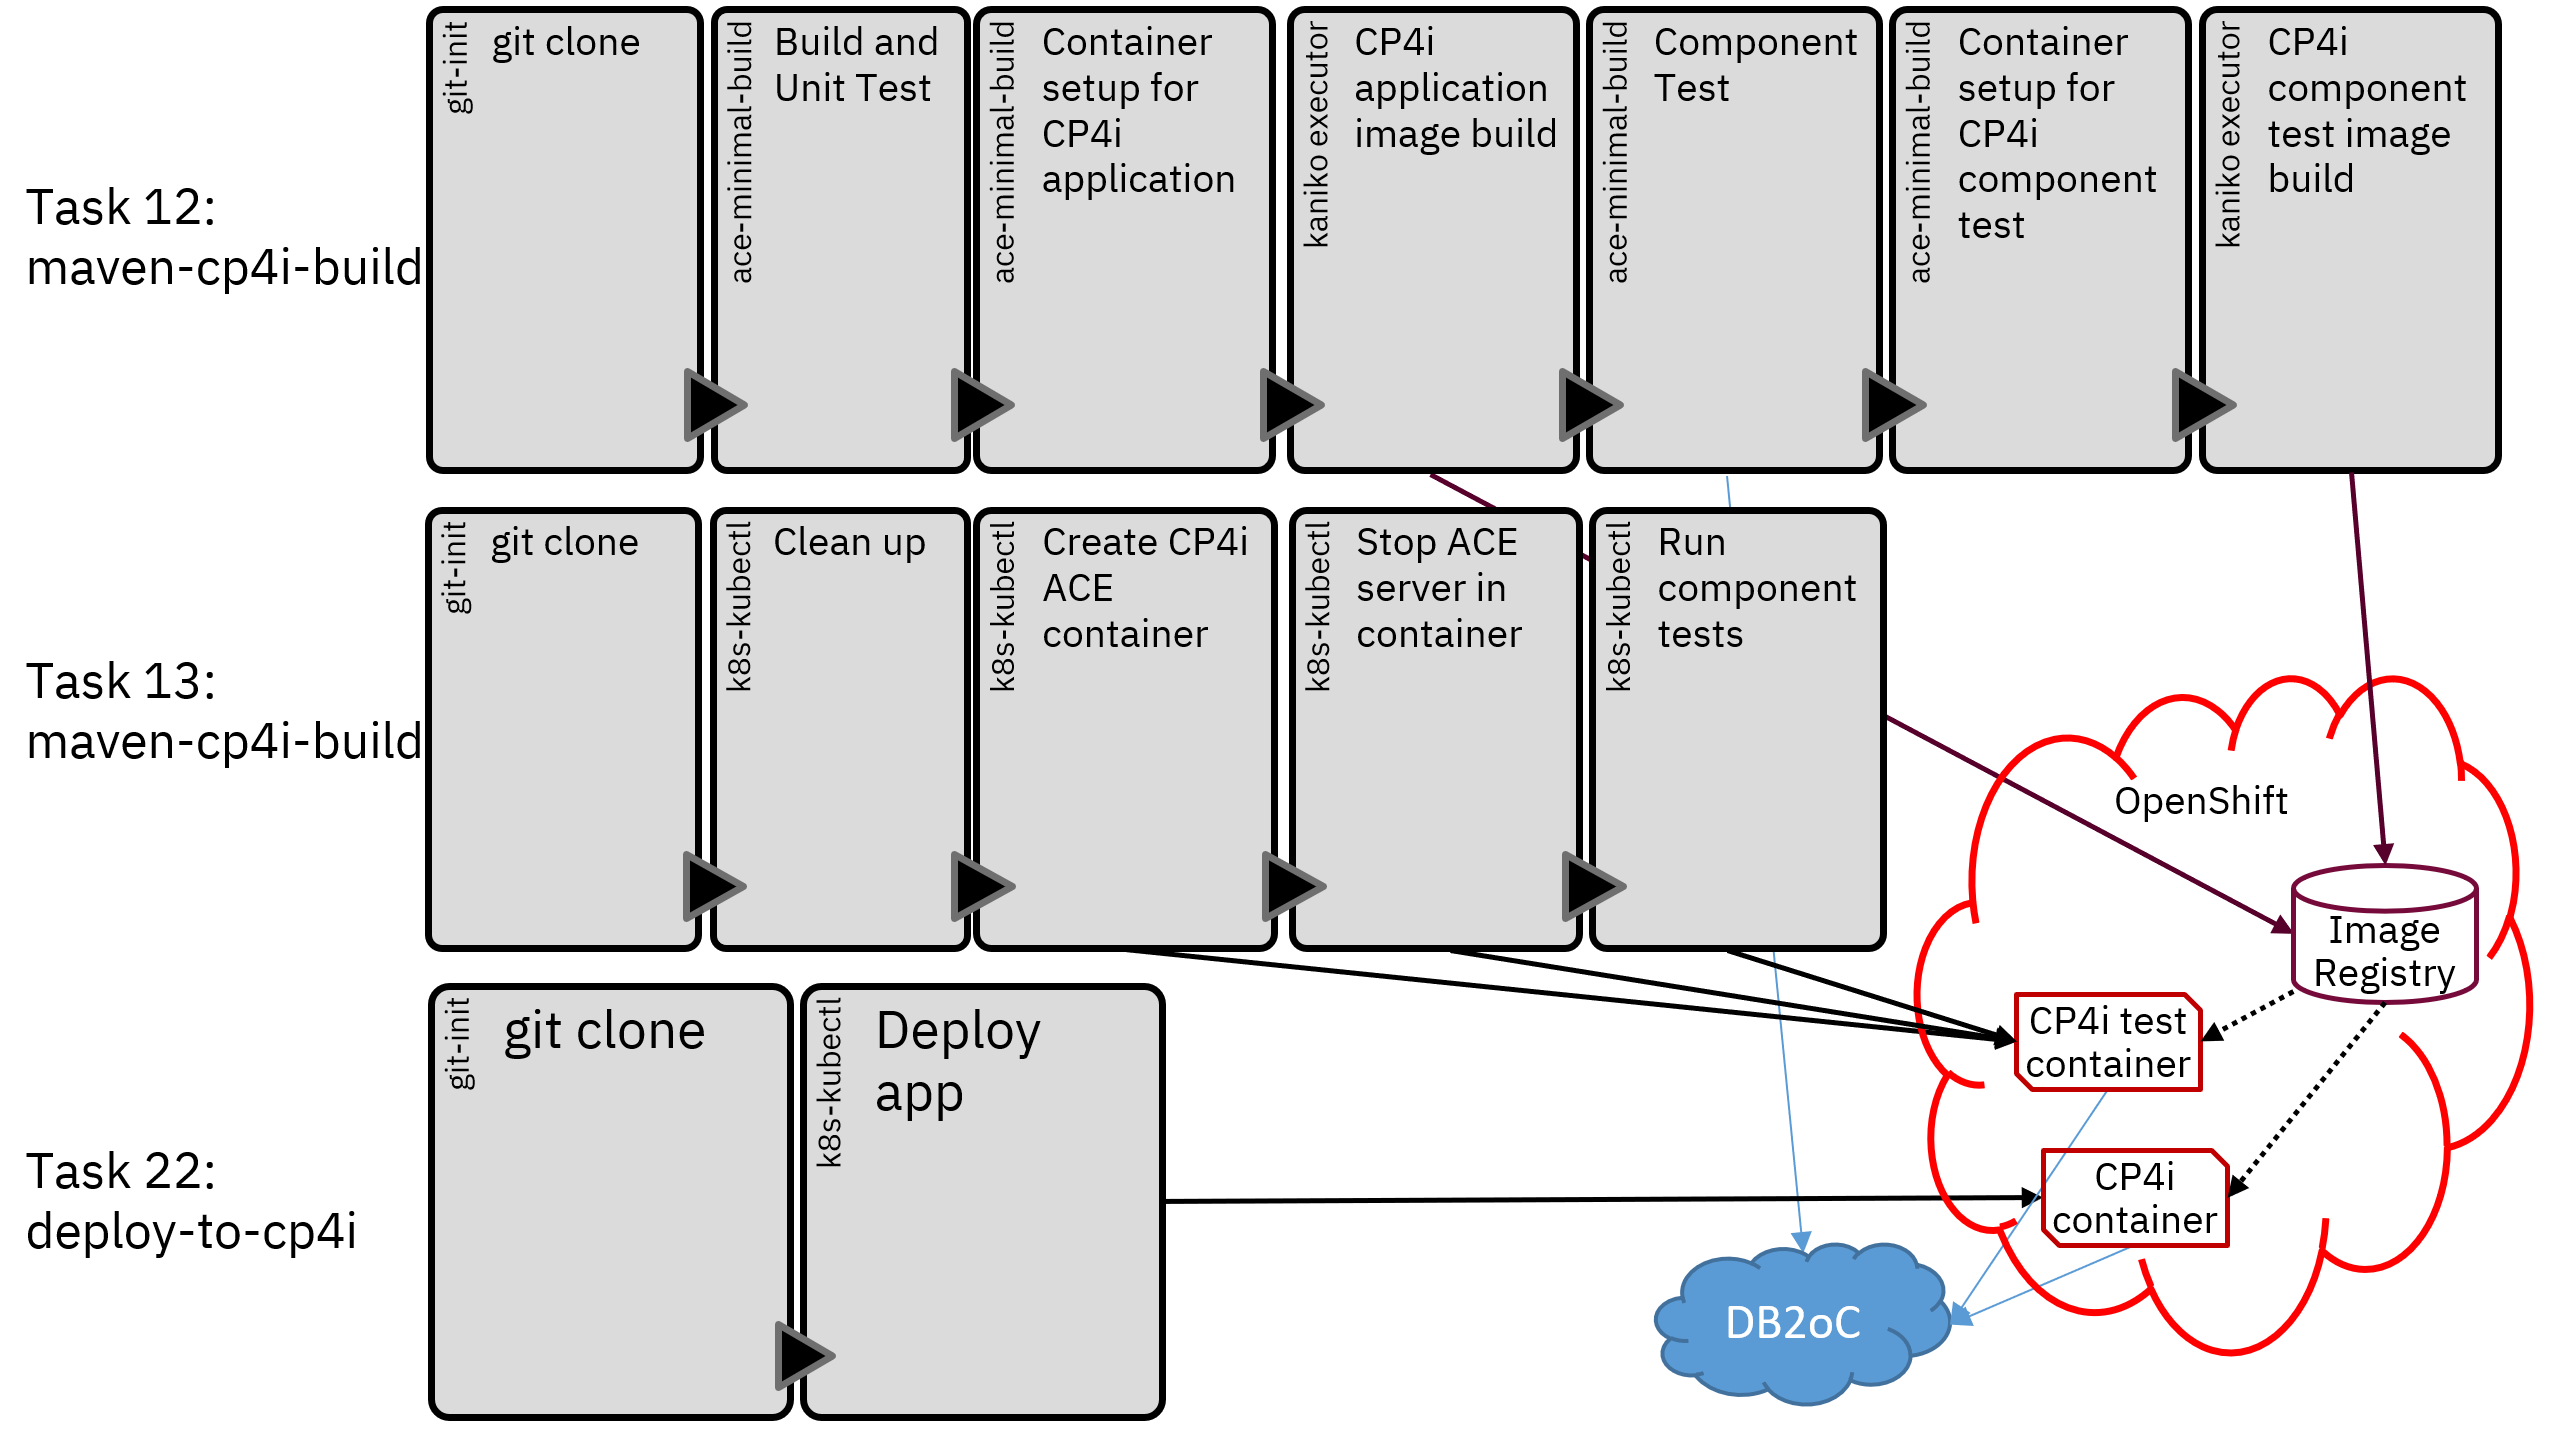 Task 12:
maven-cp4i-build
git-init
git clone
ace-minimal-build
Build and
Unit Test
ace-minimal-build
Container
setup for
CP4i
application
kaniko executor
CP4i
application
image build
ace-minimal-build
Component
Test
ace-minimal-build
Container
setup for
CP4i
component
test
kaniko executor
CP4i
component
test image
build
Task 13:
maven-cp4i-build
git-init
git clone
k8s-kubectl
Clean up
k8s-kubectl
Create CP4i
ACE
container
k8s-kubectl
Stop ACE
server in
container
k8s-kubectl
Run
component
tests
OpenShift
Image
Registry
CP4i test
container
Task 22:
deploy-to-cp4i
git-init
git clone
k8s-kubectl
Deploy
app
CP4i
container
DB2oC